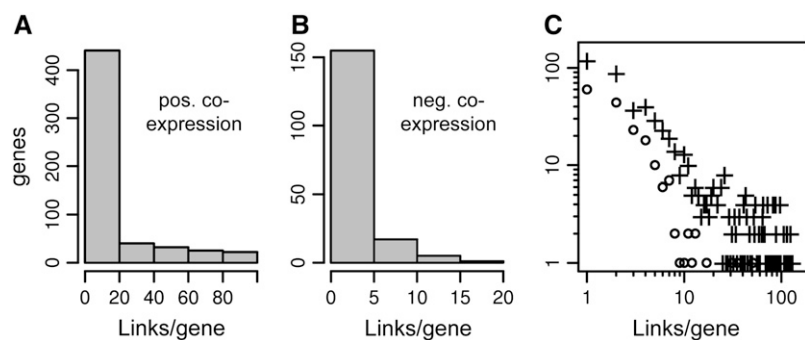 A
B
C
400
300
200
100
0
genes
pos. co-
expression
0 20 40 60 80
Links/gene
150
100
50
0
neg. co-
expression
0 5 10 15 20
Links/gene
100
10
1
1 10 100
Links/gene